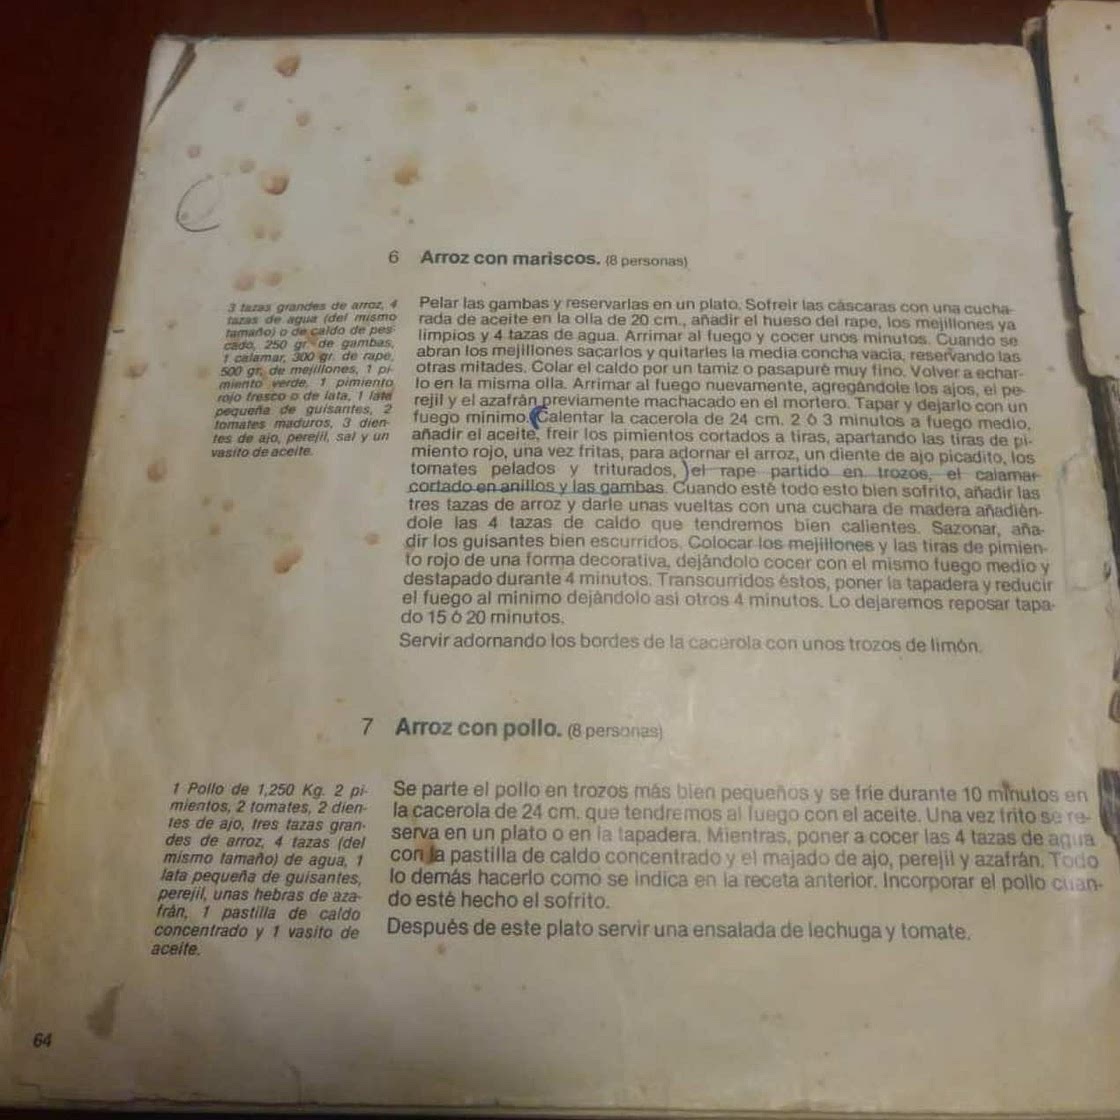 6 Arroz con mariscos. (8 personas)
3 tazas grandes de arroz, 4
tazas de agua (del mismo
tamaño) o de caldo de pes-
cado, 250 gr. de gambas,
1 calamar, 300 gr. de rape,
500 gr. de mejillones, 1 pi-
miento verde, 1 pimiento
rojo fresco o de lata, 1 lata
pequeña de guisantes, 2
tomates maduros, 3 dien-
tes de ajo, perejil, sal y un
vasito de aceite.
Pelar las gambas y reservarlas en un plato. Sofreir las cáscaras con una cucha-
rada de aceite en la olla de 20 cm., añadir el hueso del rape, los mejillones ya
limpios y 4 tazas de agua. Arrimar al fuego y cocer unos minutos. Cuando se
abran los mejillones sacarlos y quitarles la media concha vacia, reservando las
otras mitades. Colar el caldo por un tamiz o pasapuré muy fino. Volver a echar-
lo en la misma olla. Arrimar al fuego nuevamente, agregándole los ajos, el pe-
rejil y el azafrán previamente machacado en el mortero. Tapar y dejarlo con un
fuego mínimo. (Calentar la cacerola de 24 cm. 2 ó 3 minutos a fuego medio,
añadir el aceite, freir los pimientos cortados a tiras, apartando las tiras de pi-
miento rojo, una vez fritas, para adornar el arroz, un diente de ajo picadito, los
tomates pelados y triturados, ) el rape partido en trozos, el calamar
cortado en anillos y las gambas. Cuando esté todo esto bien sofrito, añadir las
tres tazas de arroz y darle unas vueltas con una cuchara de madera añadién-
dole las 4 tazas de caldo que tendremos bien calientes. Sazonar, aña-
dir los guisantes bien escurridos. Colocar los mejillones y las tiras de pimien-
to rojo de una forma decorativa, dejándolo cocer con el mismo fuego medio y
destapado durante 4 minutos. Transcurridos éstos, poner la tapadera y reducir
el fuego al mínimo dejándolo asi otros 4 minutos. Lo dejaremos reposar tapa-
do 15 ó 20 minutos.
Servir adornando los bordes de la cacerola con unos trozos de limón.
7 Arroz con pollo. (8 personas)
1 Pollo de 1,250 Kg. 2 pi-
mientos, 2 tomates, 2 dien-
tes de ajo, tres tazas gran-
des de arroz, 4 tazas (del
mismo tamaño) de agua, 1
lata pequeña de guisantes,
perejil, unas hebras de aza-
frán, 1 pastilla de caldo
concentrado y 1 vasito de
aceite.
Se parte el pollo en trozos más bien pequeños y se fríe durante 10 minutos en
la cacerola de 24 cm. que tendremos al fuego con el aceite. Una vez frito se re-
serva en un plato o en la tapadera. Mientras, poner a cocer las 4 tazas de agua
con la pastilla de caldo concentrado y el majado de ajo, perejil y azafrán. Todo
lo demás hacerlo como se indica en la receta anterior. Incorporar el pollo cuan-
do esté hecho el sofrito.
Después de este plato servir una ensalada de lechuga y tomate.
64